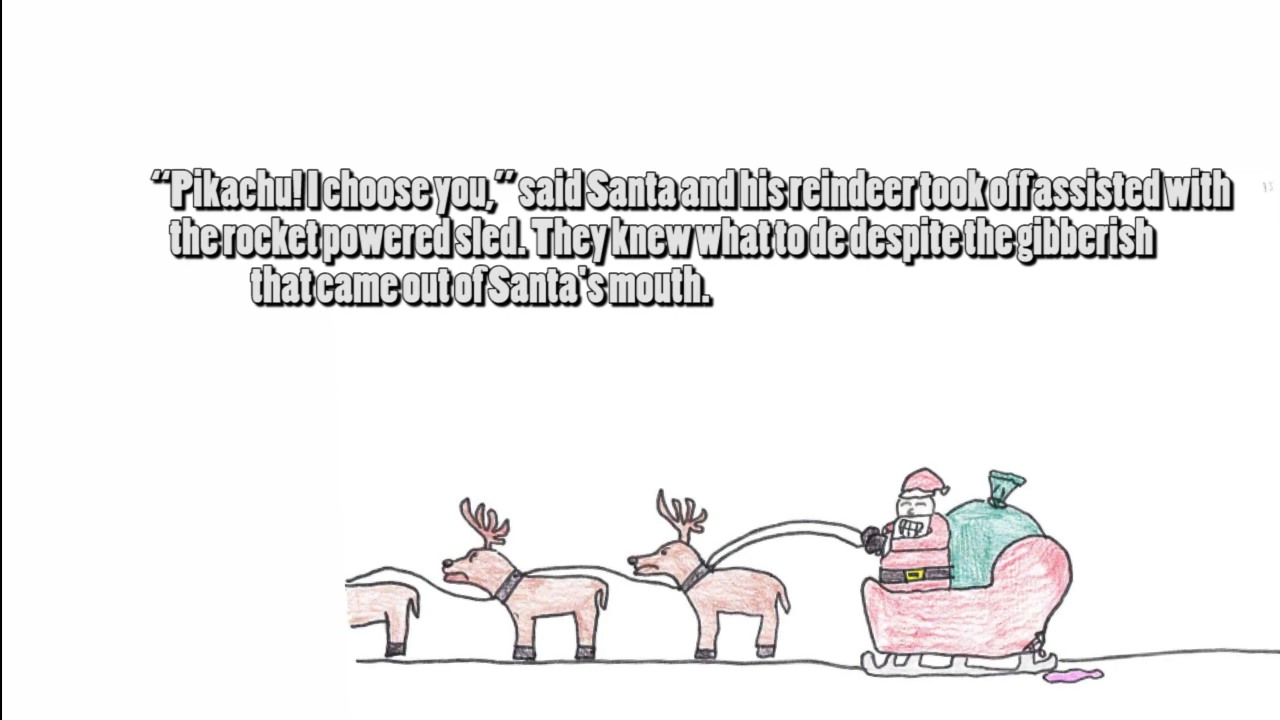 “Pikachu! I choose you,” said Santa and his reindeer took off assisted with
the rocket powered sled. They knew what to de despite the gibberish
that came out of Santa's mouth.